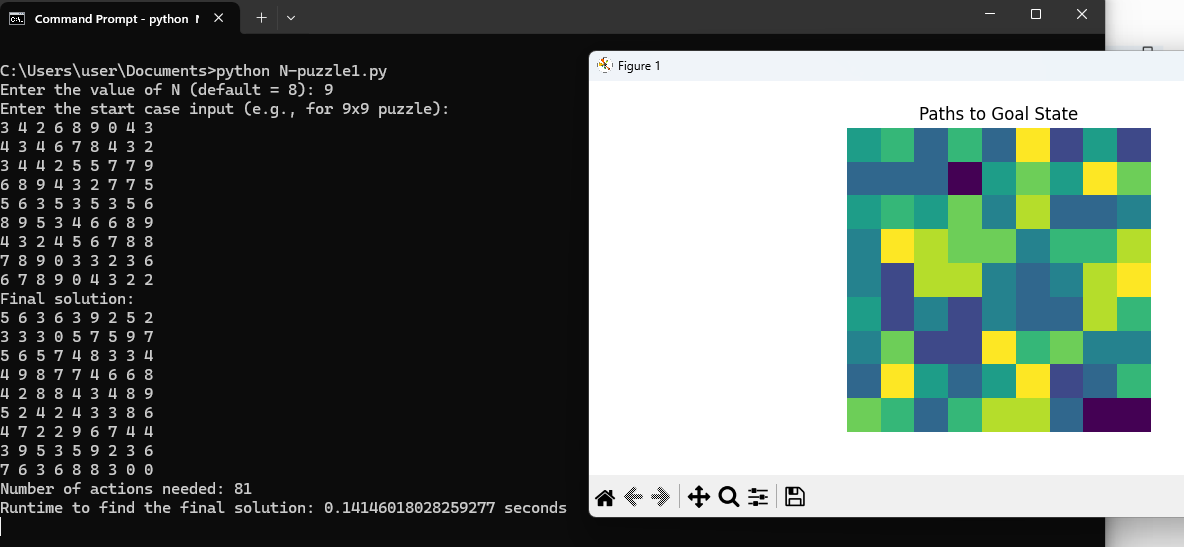 Command Prompt - python N
C:\Users\user\Documents>python N-puzzle1.py
Enter the value of N (default = 8): 9
Enter the start case input (e.g., for 9x9 puzzle):
3 4 2 6 8 9 0 4 3
4 3 4 6 7 8 4 3 2
3 4 4 2 5 5 7 7 9
6 8 9 4 3 2 7 7 5
5 6 3 5 3 5 3 5 6
8 9 5 3 4 6 6 8 9
4 3 2 4 5 6 7 8 8
7 8 9 0 3 3 2 3 6
6 7 8 9 0 4 3 2 2
Final solution:
5 6 3 6 3 9 2 5 2
3 3 3 0 5 7 5 9 7
5 6 5 7 4 8 3 3 4
4 9 8 7 7 4 6 6 8
4 2 8 8 4 3 4 8 9
5 2 4 2 4 3 3 8 6
4 7 2 2 9 6 7 4 4
3 9 5 3 5 9 2 3 6
7 6 3 6 8 8 3 0 0
Number of actions needed: 81
Runtime to find the final solution: 0.14146018028259277 seconds
Figure 1
Paths to Goal State